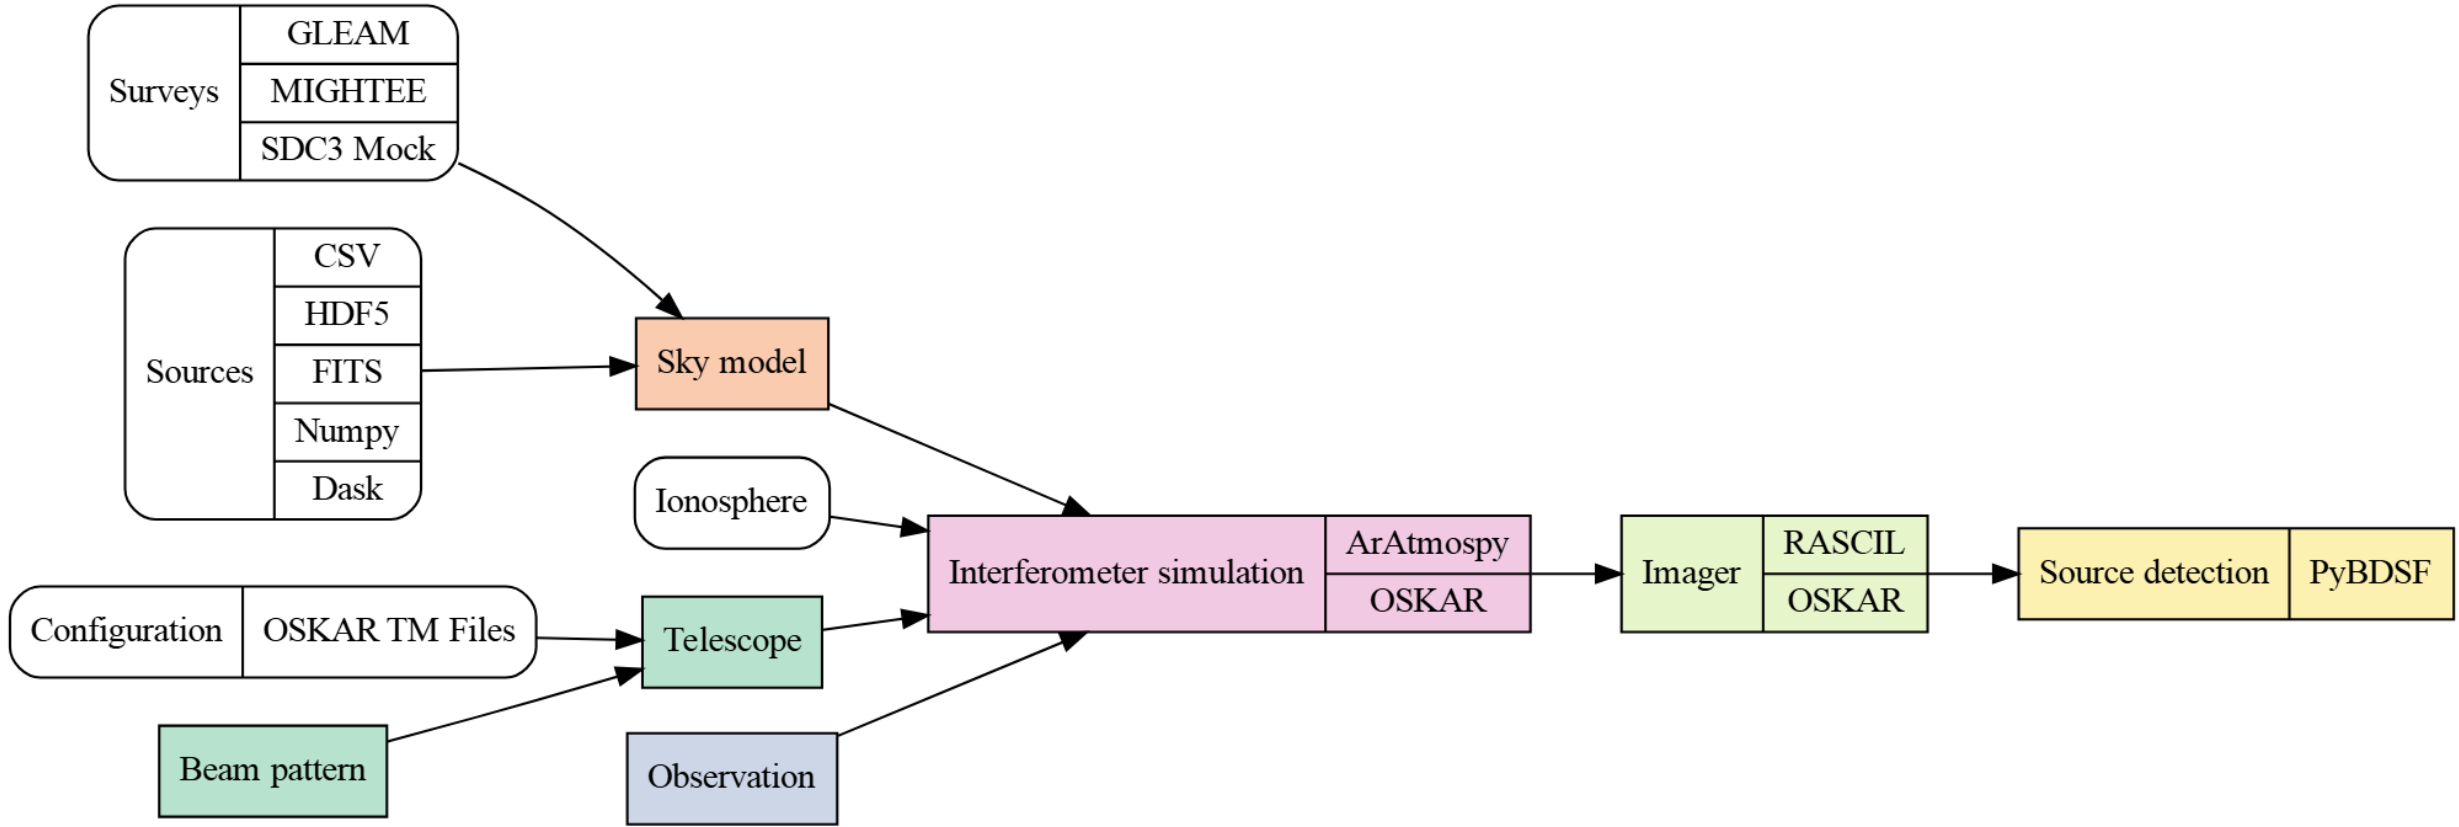 Surveys
GLEAM
MIGHTEE
SDC3 Mock
Sources
CSV
HDF5
FITS
Numpy
Dask
Sky model
Ionosphere
Configuration
OSKAR TM Files
Telescope
Beam pattern
Observation
Interferometer simulation
ArAtmospy
OSKAR
Imager
RASCIL
OSKAR
Source detection
PyBDSF